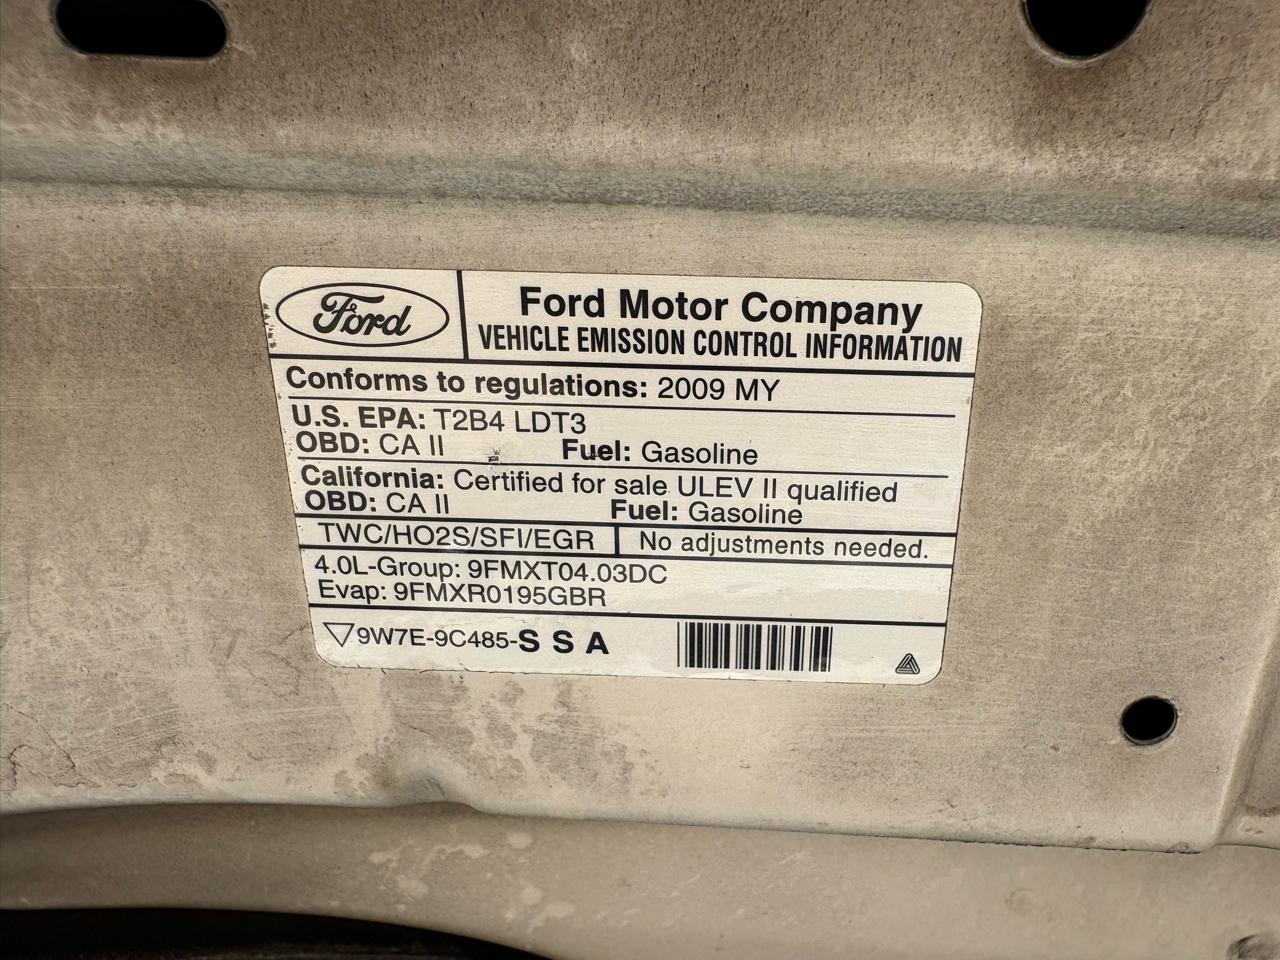 Ford
Ford Motor Company
VEHICLE EMISSION CONTROL INFORMATION
Conforms to regulations: 2009 MY
U.S. EPA: T2B4 LDT3
OBD: CA II Fuel: Gasoline
California: Certified for sale ULEV II qualified
OBD: CA II Fuel: Gasoline
TWC/HO2S/SFI/EGR No adjustments needed.
4.0L-Group: 9FMXT04.03DC
Evap: 9FMXR0195GBR
9W7E-9C485-S S A